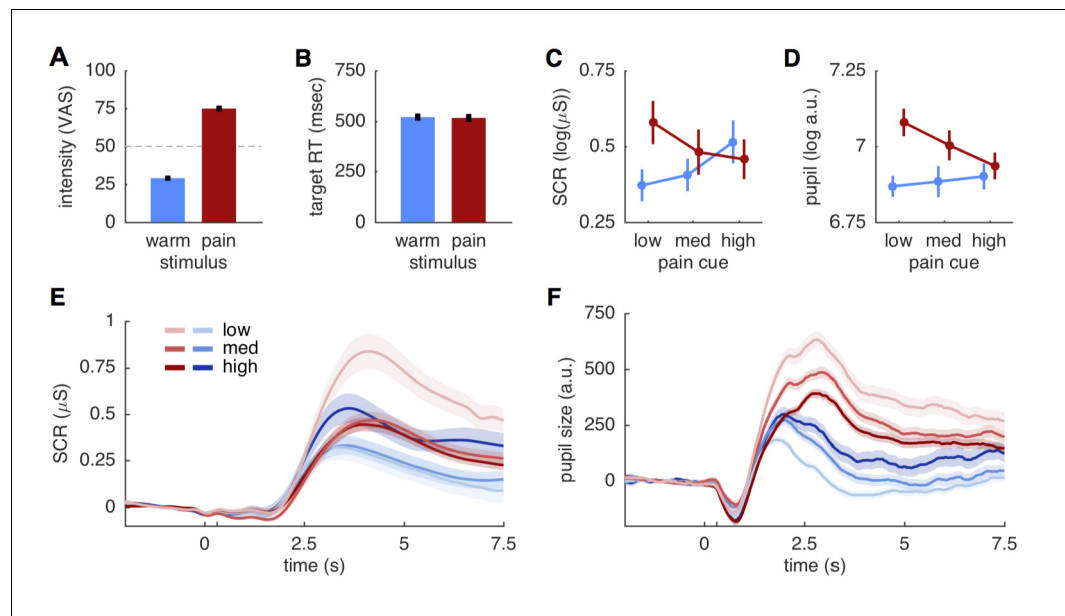 A
intensity (VAS)
100
75
50
25
0
warm pain
stimulus
B
target RT (msec)
750
500
250
0
warm pain
stimulus
C
SCR (log(μS))
0.75
0.5
0.25
low med high
pain cue
D
pupil (log a.u.)
7.25
7
6.75
low med high
pain cue
E
SCR (μS)
1
0.75
0.5
0.25
0
low
med
high
0 2.5 5 7.5
time (s)
F
pupil size (a.u.)
750
500
250
0
0 2.5 5 7.5
time (s)